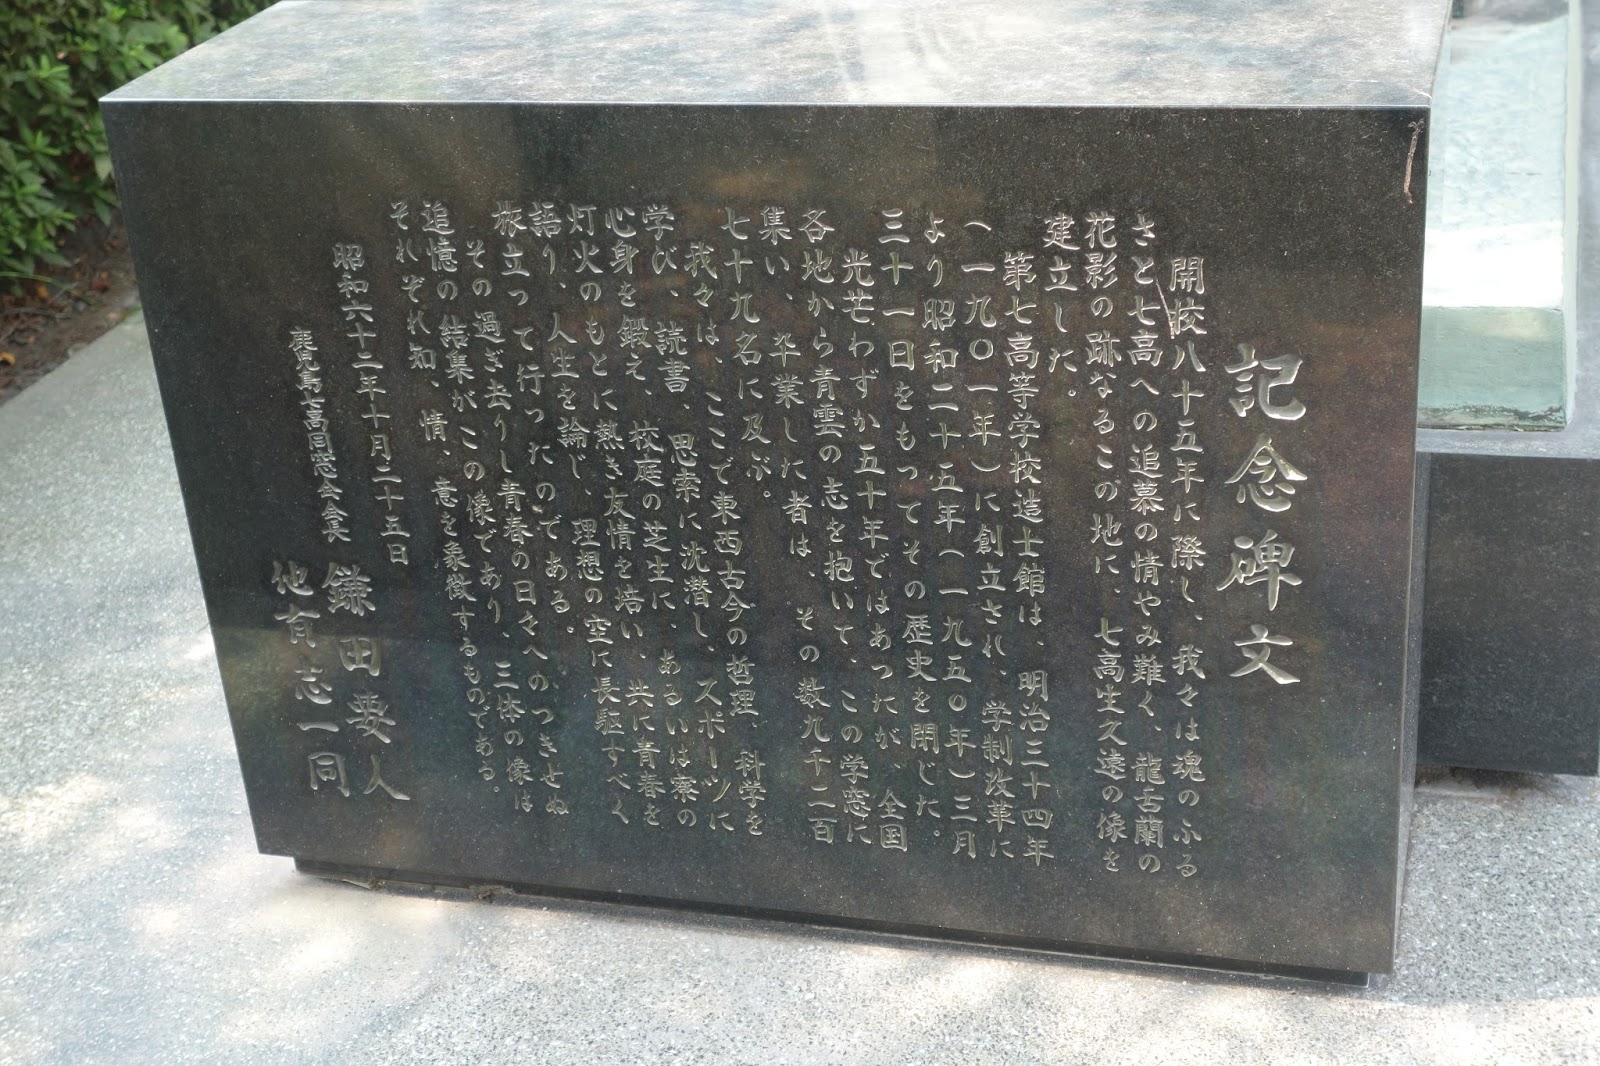 記念碑文
開校八十五年に際し、我々は魂のふる
さと七高への追慕の情やみ難く、龍舌蘭の
花影の跡なるこの地に、七高生久遠の像を
建立した。
第七高等学校造士館は、明治三十四年
(一九〇一年)に創立され、学制改革に
より昭和二十五年(一九五〇年)三月
三十一日をもってその歴史を閉じた。
光芒わずか五十年ではあったが、全国
各地から青雲の志を抱いて、この学窓に
集い、卒業した者は、その数九千二百
七十九名に及ぶ。
我々は、ここで東西古今の哲理、科学を
学び、読書、思索に沈潜し、スポーツに
心身を鍛え、校庭の芝生に、あるいは寮の
灯火のもとに熱き友情を培い、共に青春を
語り、人生を論じ、理想の空に長駆すべく
旅立って行ったのである。
その過ぎ去りし青春の日々へのつきせぬ
追憶の結集がこの像であり、三体の像は
それぞれ知、情、意を象徴するものである。
昭和六十二年十月二十五日
鹿児島七高同窓会会長 鎌田要人
他有志一同